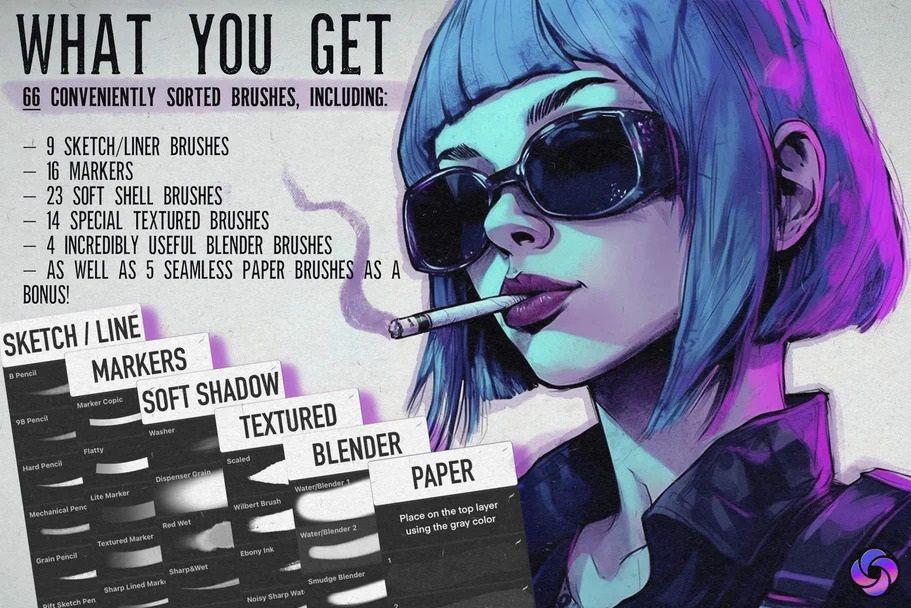 WHAT YOU GET
66 CONVENIENTLY SORTED BRUSHES, INCLUDING:
– 9 SKETCH/LINER BRUSHES
– 16 MARKERS
– 23 SOFT SHELL BRUSHES
– 14 SPECIAL TEXTURED BRUSHES
– 4 INCREDIBLY USEFUL BLENDER BRUSHES
– AS WELL AS 5 SEAMLESS PAPER BRUSHES AS A
BONUS!
SKETCH / LINE
B Pencil
9B Pencil
Hard Pencil
Mechanical Penc
Grain Pencil
Rift Sketch Pen
MARKERS
Marker Copic
Flatty
Lite Marker
Textured Marker
Sharp Lined Mark
SOFT SHADOW
Washer
Dispenser Grain
Red Wet
Sharp&Wet
TEXTURED
Scaled
Wilbert Brush
Ebony Ink
Noisy Sharp Wat
BLENDER
Water/Blender 1
Water/Blender 2
Smudge Blender
PAPER
Place on the top layer
using the gray color
1
2